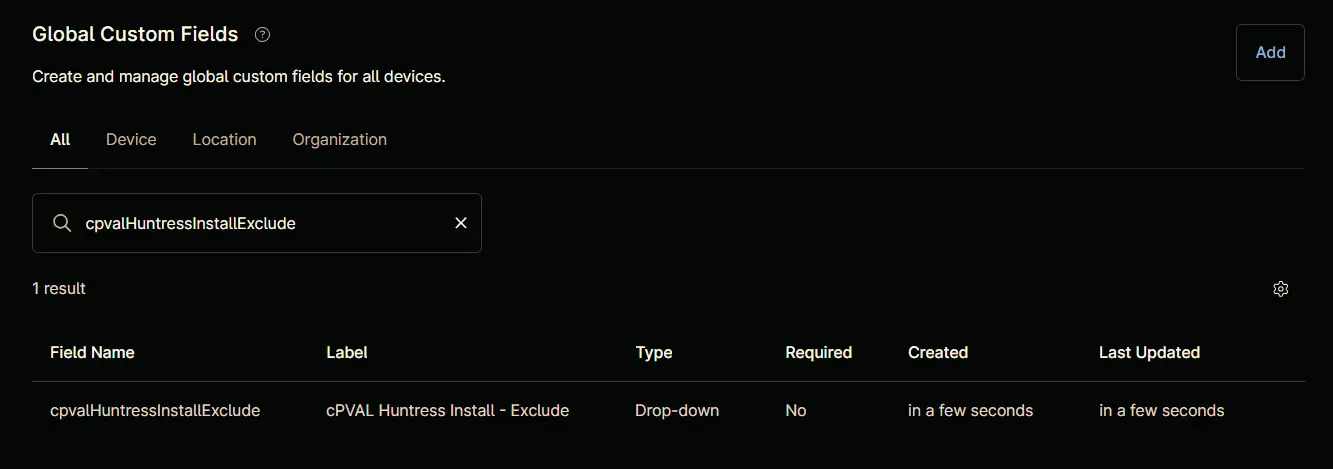 Global Custom Fields ?
Add
Create and manage global custom fields for all devices.
All Device Location Organization
cpvalHuntressInstallExclude
1 result
Field Name Label Type Required Created Last Updated
cpvalHuntressInstallExclude cPVAL Huntress Install - Exclude Drop-down No in a few seconds in a few seconds